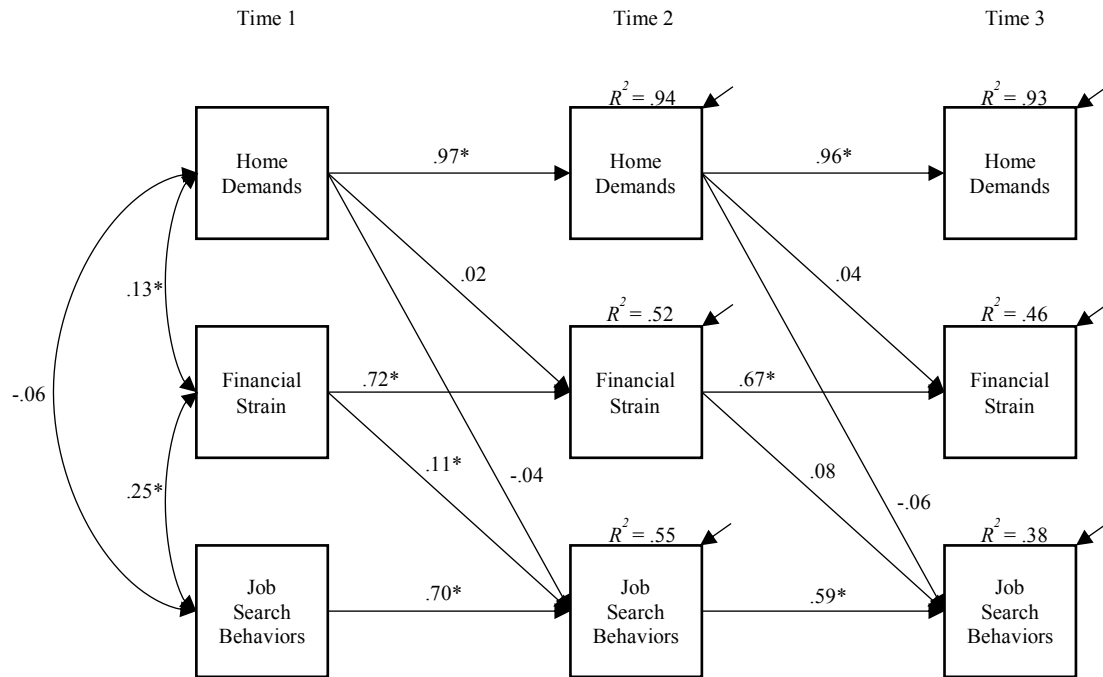 Time 1
Time 2
Time 3
R² = .94
R² = .93
Home
Demands
.97*
Home
Demands
.96*
Home
Demands
.02
.04
.13*
R² = .52
R² = .46
-.06
Financial
Strain
.72*
Financial
Strain
.67*
Financial
Strain
.11*
-.04
.08
-.06
.25*
R² = .55
R² = .38
Job
Search
Behaviors
.70*
Job
Search
Behaviors
.59*
Job
Search
Behaviors